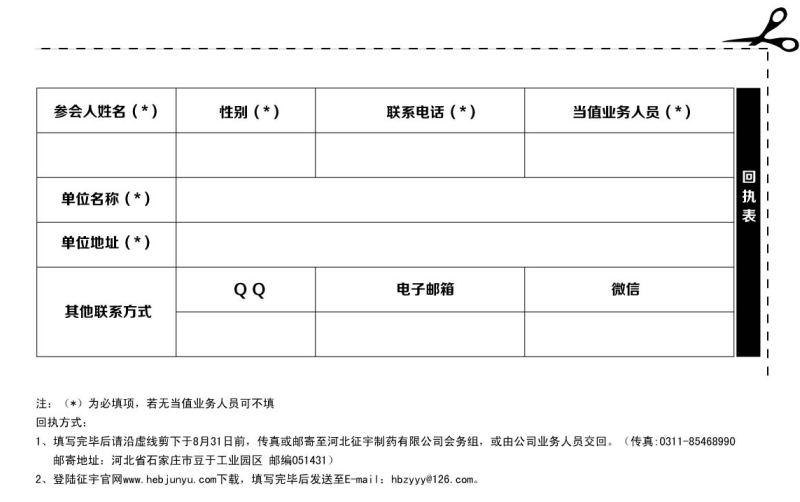 参会人姓名（*） 性别（*） 联系电话（*） 当值业务人员（*）
单位名称（*）
单位地址（*）
其他联系方式 QQ 电子邮箱 微信
回执表
注：（*）为必填项，若无当值业务人员可不填
回执方式：
1、填写完毕后请沿虚线剪下于8月31日前，传真或邮寄至河北征宇制药有限公司会务组，或由公司业务人员交回。（传真:0311-85468990
邮寄地址：河北省石家庄市豆于工业园区 邮编051431）
2、登陆征宇官网www.hebjunyu.com下载，填写完毕后发送至E-mail：hbzyyy@126.com。